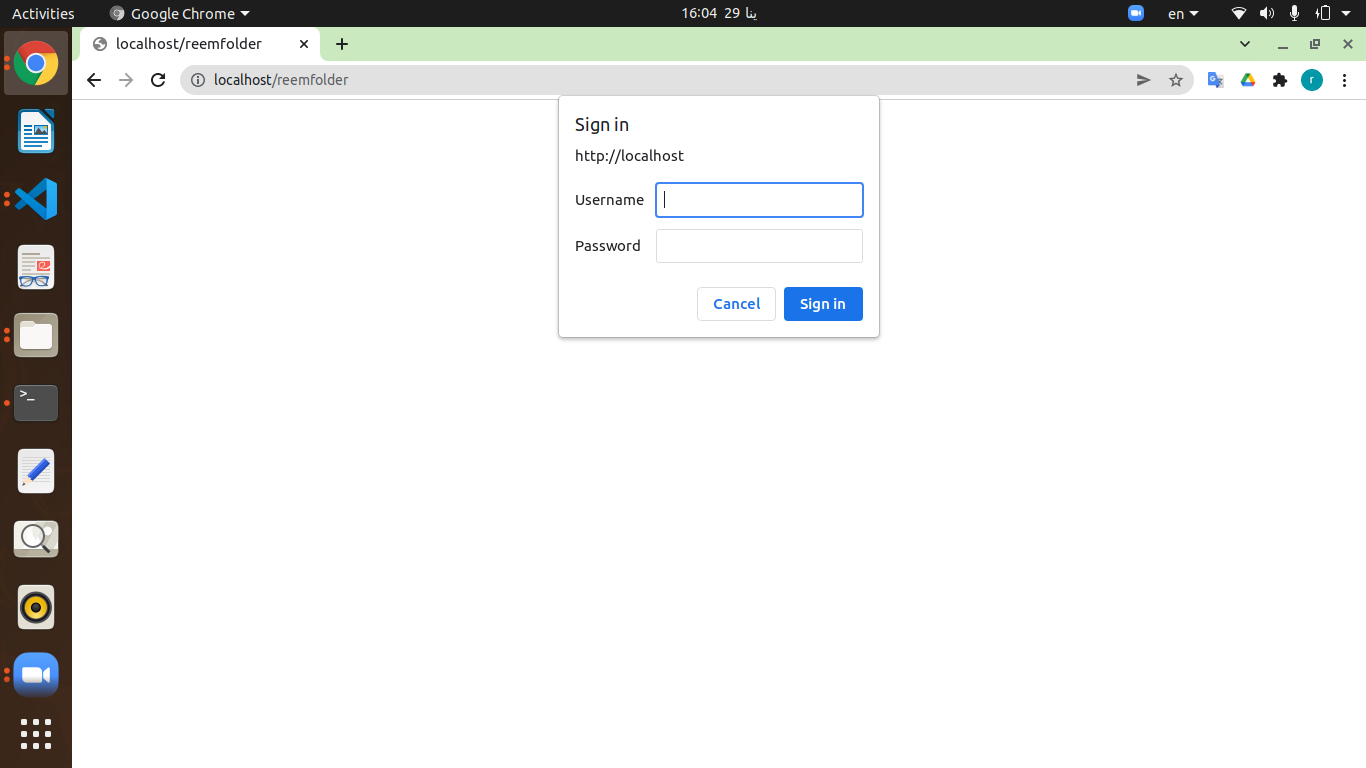 Activities
Google Chrome
16:04 29 ينا
en
localhost/reemfolder
localhost/reemfolder
r
Sign in
http://localhost
Username
Password
Cancel
Sign in
>_